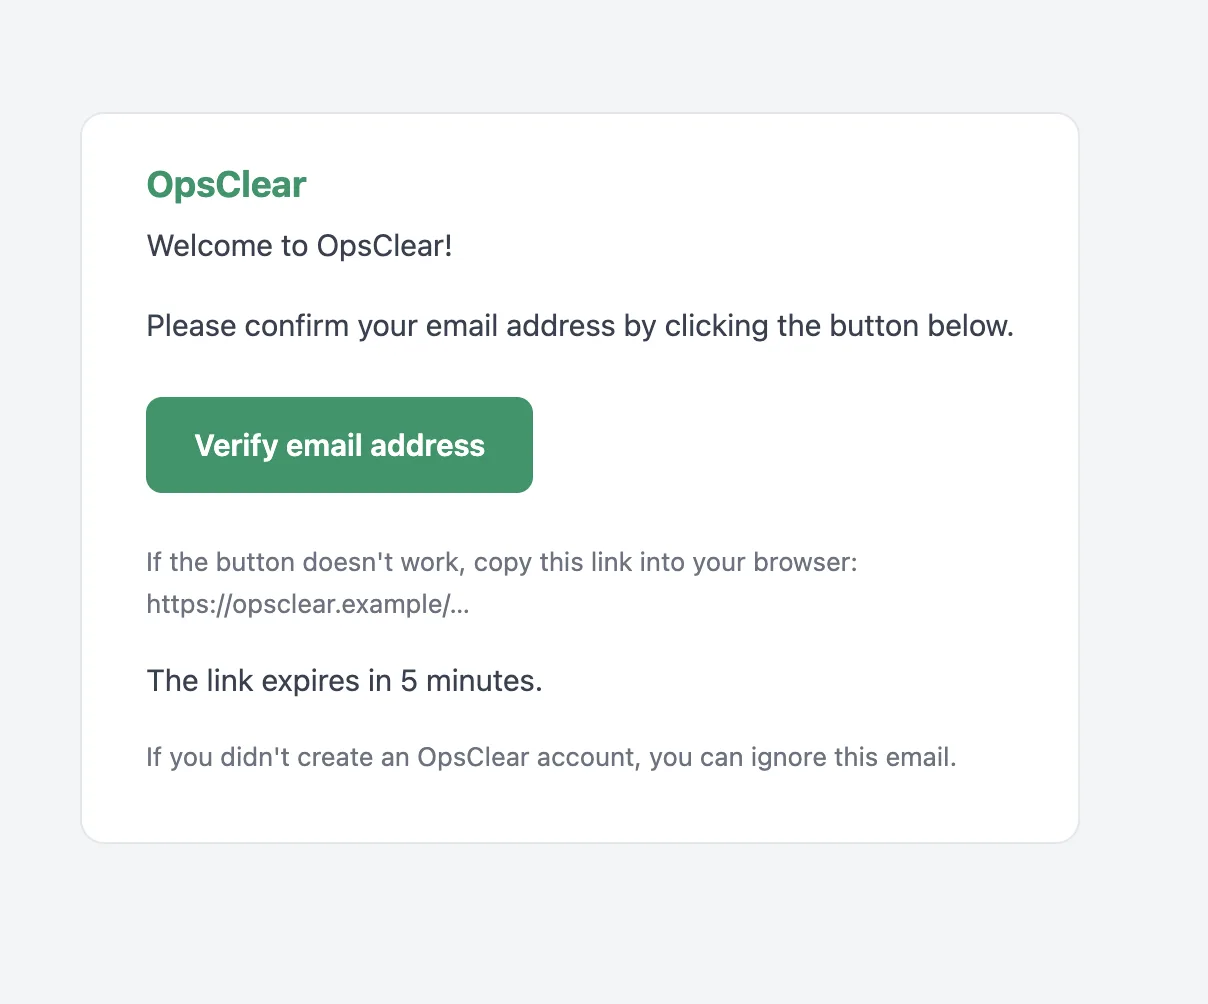 OpsClear
Welcome to OpsClear!
Please confirm your email address by clicking the button below.
Verify email address
If the button doesn't work, copy this link into your browser:
https://opsclear.example/...
The link expires in 5 minutes.
If you didn't create an OpsClear account, you can ignore this email.